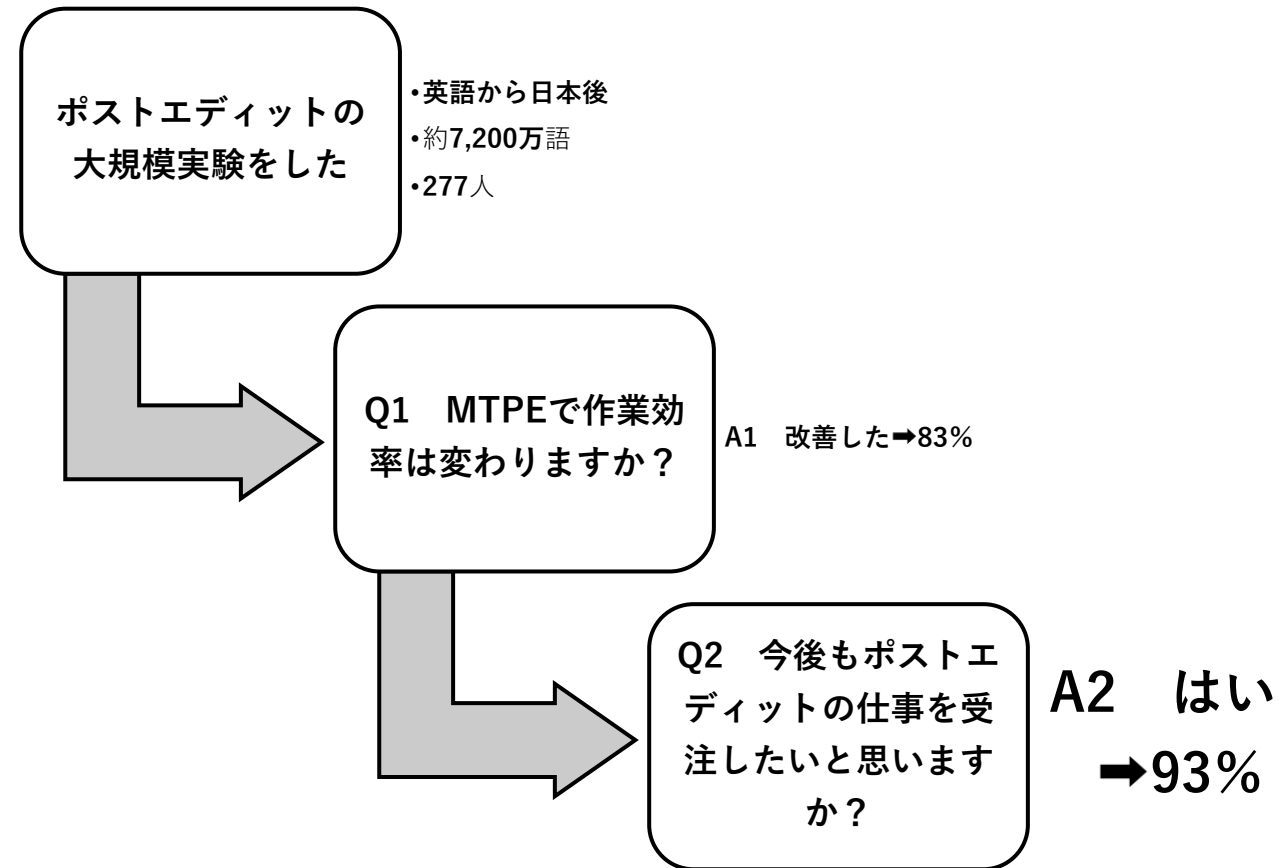 ポストエディットの
大規模実験をした
•英語から日本後
•約7,200万語
•277人
Q1　MTPEで作業効
率は変わりますか？
A1　改善した➡83%
Q2　今後もポストエ
ディットの仕事を受
注したいと思います
か？
A2　はい
➡93%